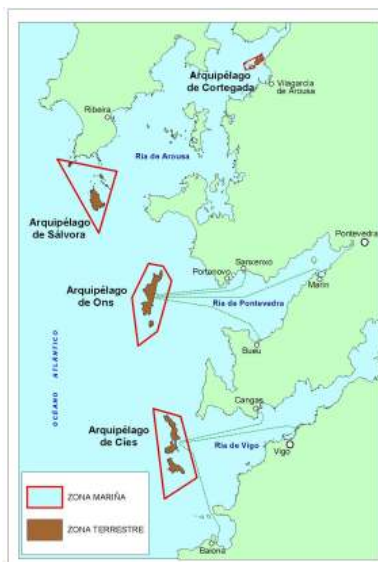 Arquipélago
de Cortegada
Vilagarcía
de Arousa
Ribeira
Ría de Arousa
Arquipélago
de Sálvora
Pontevedra
Sanxenxo
Portonovo
Marín
Arquipélago
de Ons
Ría de Pontevedra
Bueu
OCÉANO ATLÁNTICO
Cangas
Arquipélago
de Cíes
Ría de Vigo
Vigo
ZONA MARIÑA
ZONA TERRESTRE
Baiona